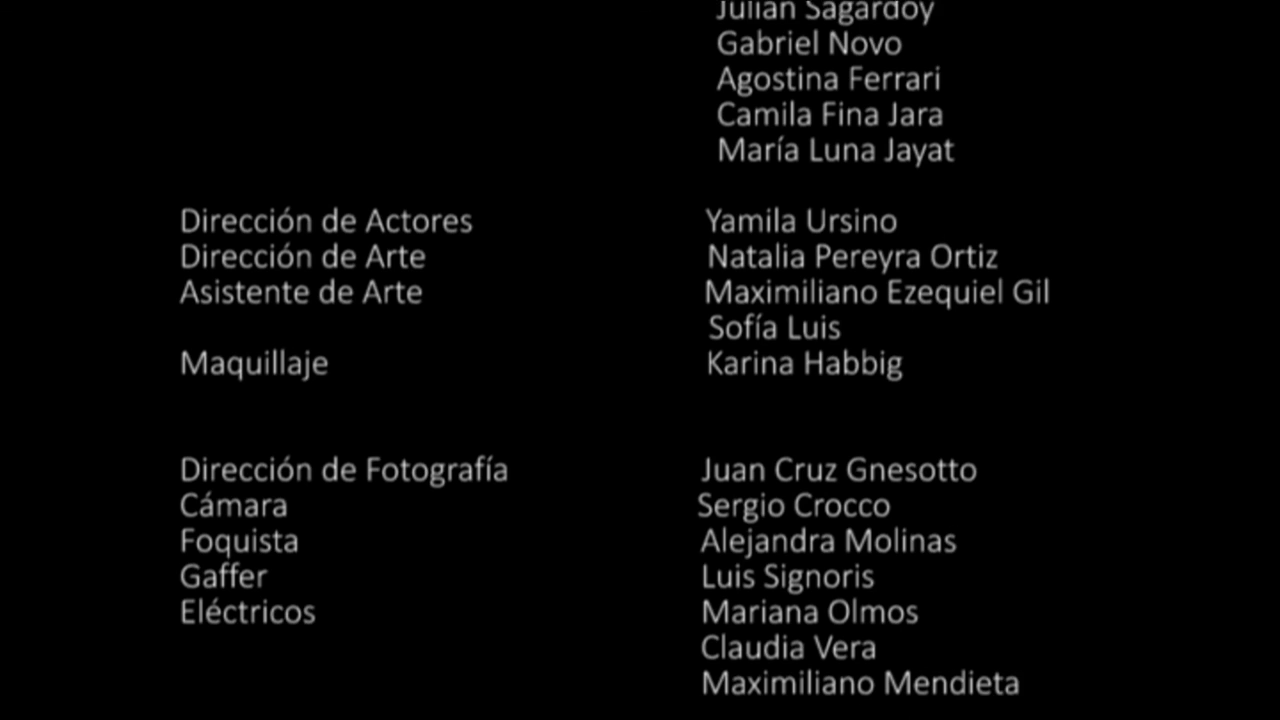 Julián Sagardoy
Gabriel Novo
Agostina Ferrari
Camila Fina Jara
María Luna Jayat
Dirección de Actores Yamila Ursino
Dirección de Arte Natalia Pereyra Ortiz
Asistente de Arte Maximiliano Ezequiel Gil
Sofía Luis
Maquillaje Karina Habbig
Dirección de Fotografía Juan Cruz Gnesotto
Cámara Sergio Crocco
Foquista Alejandra Molinas
Gaffer Luis Signoris
Eléctricos Mariana Olmos
Claudia Vera
Maximiliano Mendieta